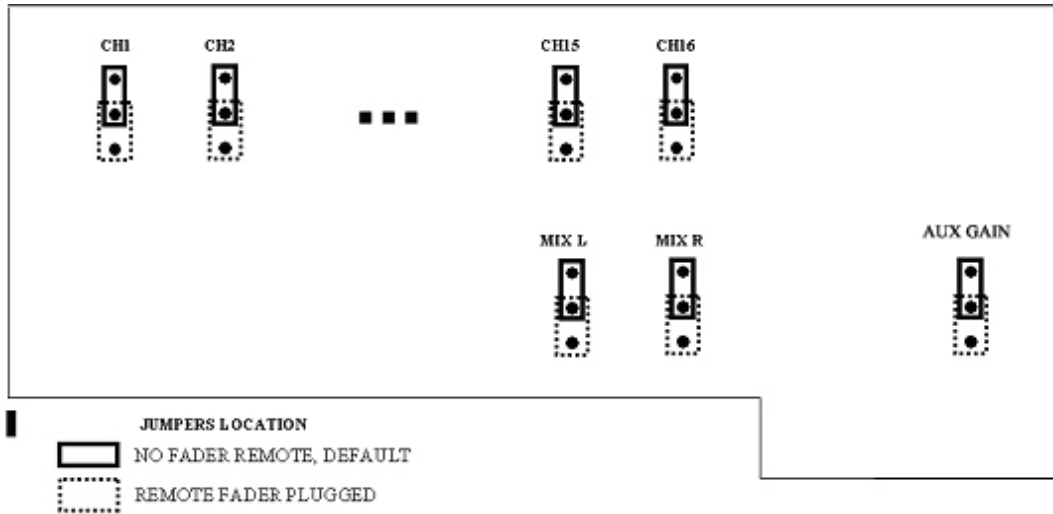 CH1 CH2 CH15 CH16
MIX L MIX R AUX GAIN
JUMPERS LOCATION
NO FADER REMOTE, DEFAULT
REMOTE FADER PLUGGED